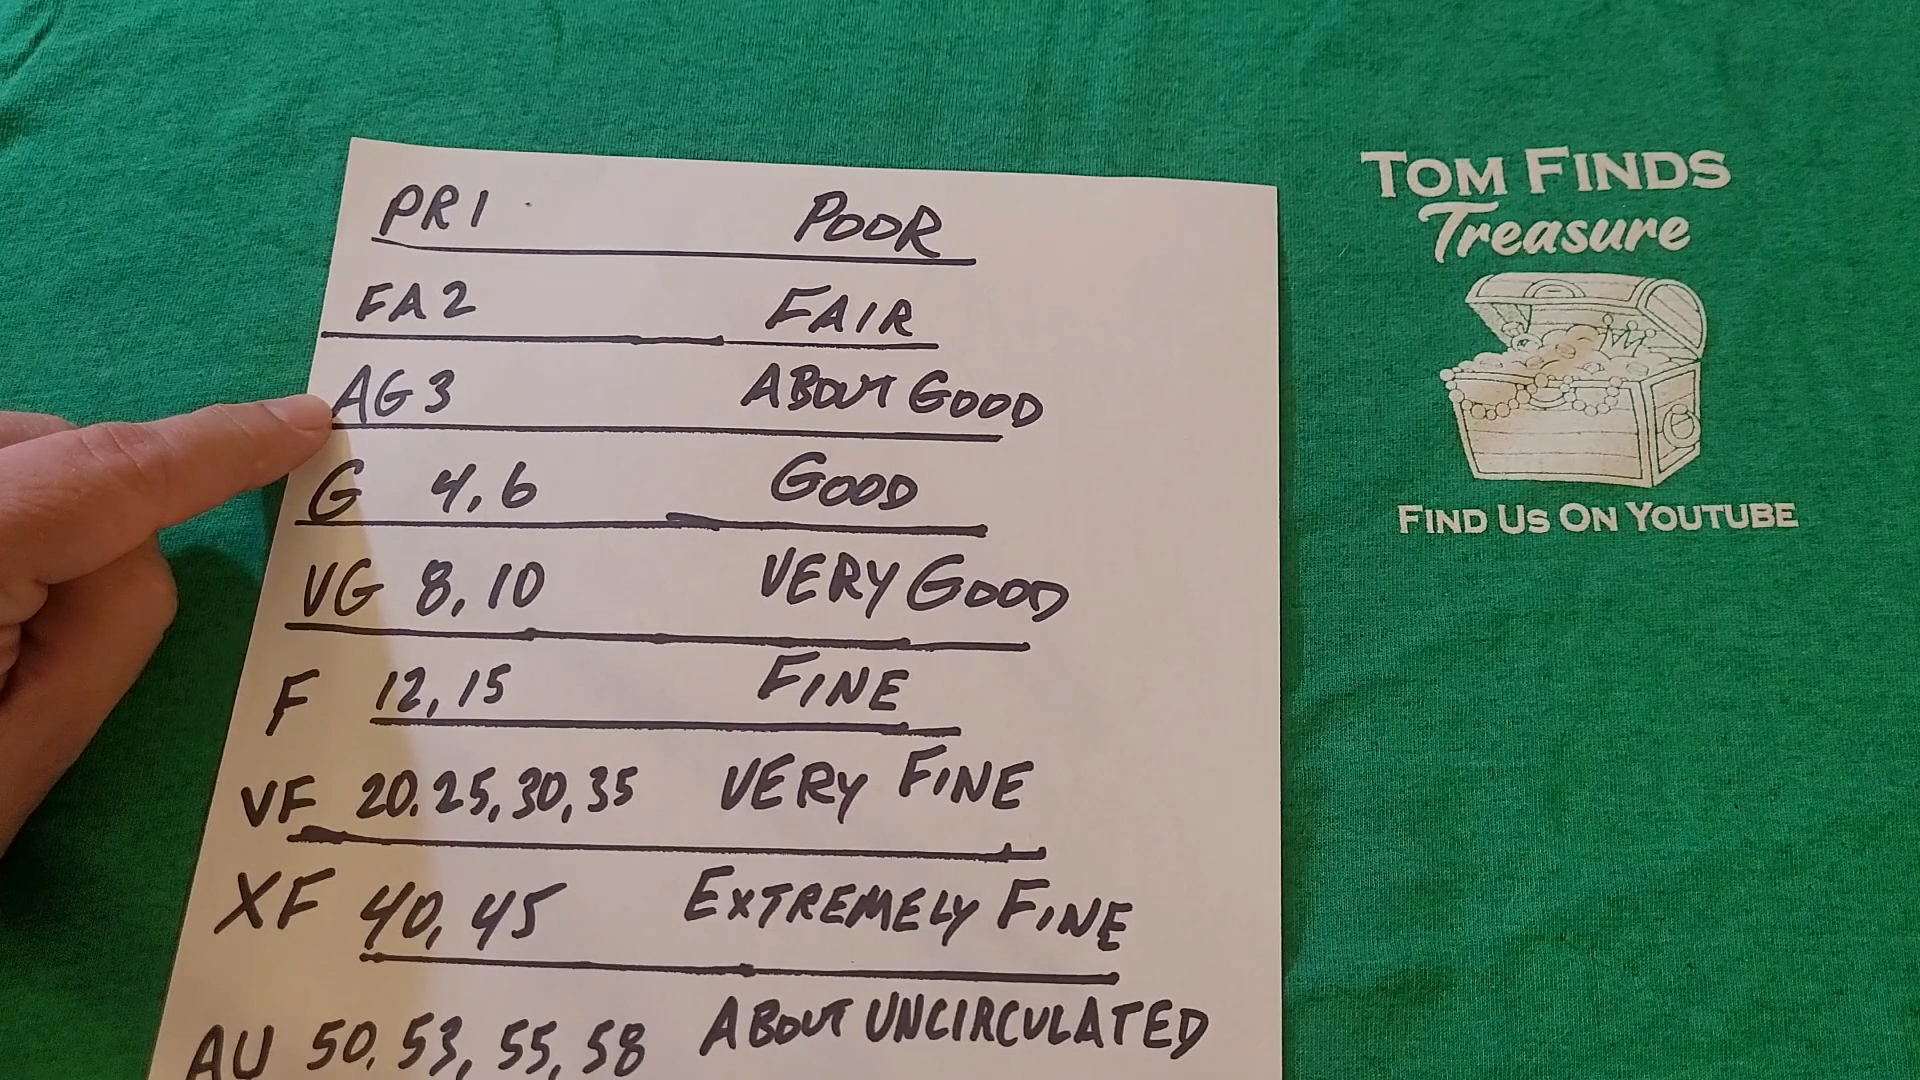 PR1 POOR
FA2 FAIR
AG3 ABOUT GOOD
G 4,6 GOOD
VG 8,10 VERY GOOD
F 12,15 FINE
VF 20.25,30,35 VERY FINE
XF 40,45 EXTREMELY FINE
AU 50,53,55,58 ABOUT UNCIRCULATED
TOM FINDS
Treasure
FIND US ON YOUTUBE